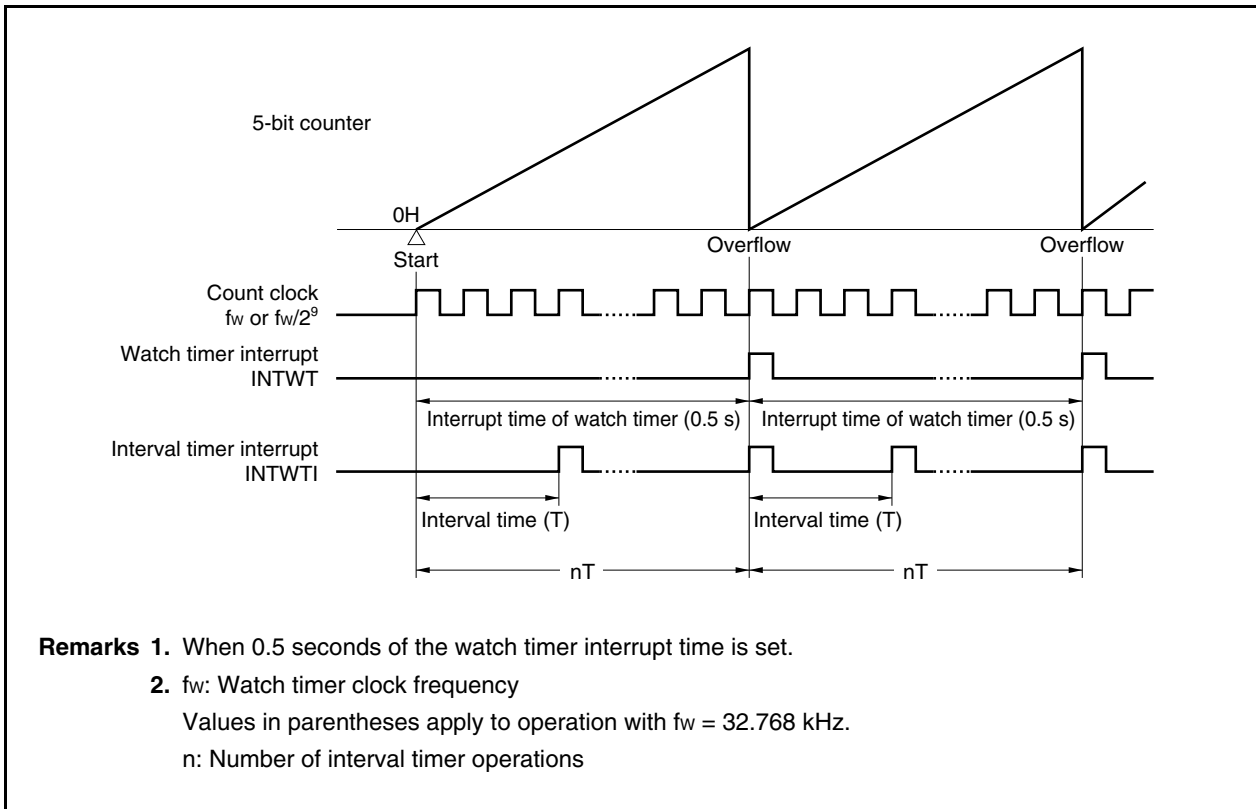 5-bit counter
0H
Start
Overflow
Overflow
Count clock
fW or fW/2⁹
Watch timer interrupt
INTWT
Interrupt time of watch timer (0.5 s)
Interrupt time of watch timer (0.5 s)
Interval timer interrupt
INTWTI
Interval time (T)
Interval time (T)
nT
nT
Remarks 1. When 0.5 seconds of the watch timer interrupt time is set.
2. fW: Watch timer clock frequency
Values in parentheses apply to operation with fW = 32.768 kHz.
n: Number of interval timer operations